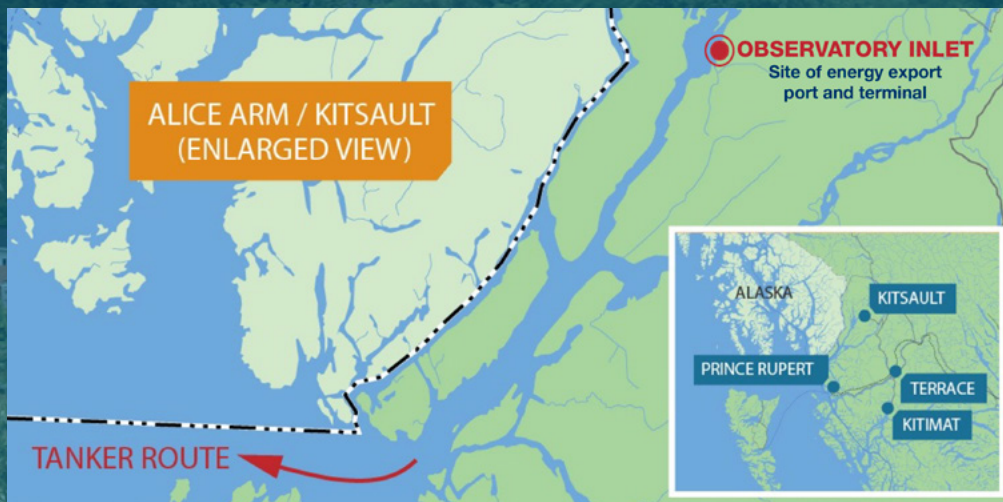 OBSERVATORY INLET
Site of energy export
port and terminal
ALICE ARM / KITSAULT
(ENLARGED VIEW)
ALASKA
KITSAULT
PRINCE RUPERT
TERRACE
KITIMAT
TANKER ROUTE